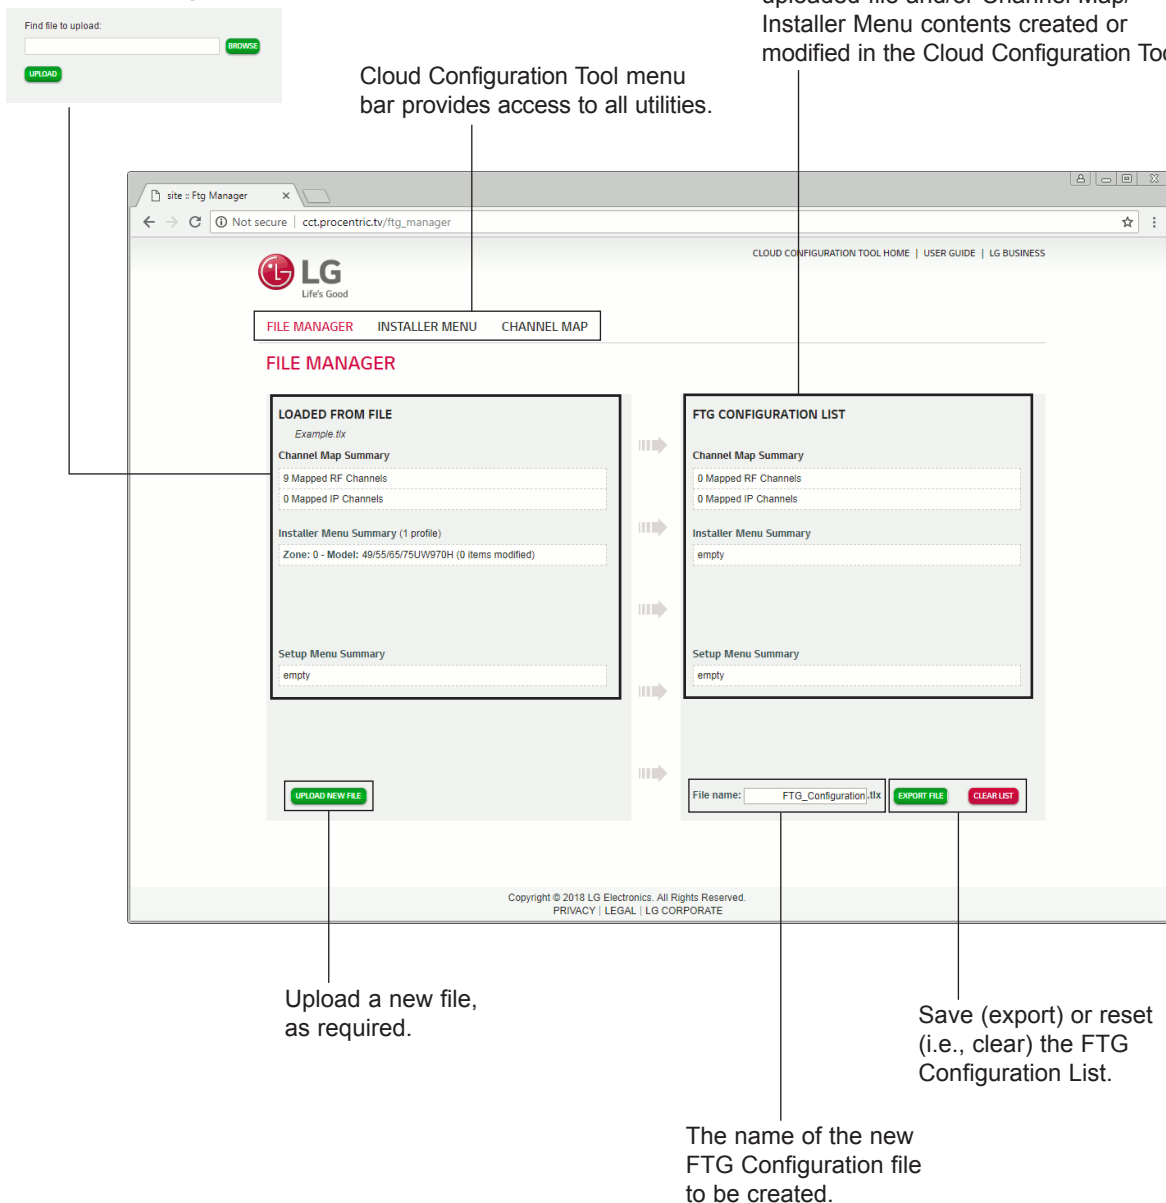 uploaded file and/or Channel Map/
Installer Menu contents created or
modified in the Cloud Configuration
Find file to upload:
BROWSE
UPLOAD
Cloud Configuration Tool menu
bar provides access to all utilities.
site :: Ftg Manager
Not secure | cct.procentric.tv/ftg_manager
CLOUD CONFIGURATION TOOL HOME | USER GUIDE | LG BUSINESS
LG
Life's Good
FILE MANAGER INSTALLER MENU CHANNEL MAP
FILE MANAGER
LOADED FROM FILE
Example.tlx
Channel Map Summary
9 Mapped RF Channels
0 Mapped IP Channels
Installer Menu Summary (1 profile)
Zone: 0 - Model: 49/55/65/75UW970H (0 items modified)
Setup Menu Summary
empty
UPLOAD NEW FILE
FTG CONFIGURATION LIST
Channel Map Summary
0 Mapped RF Channels
0 Mapped IP Channels
Installer Menu Summary
empty
Setup Menu Summary
empty
File name: FTG_Configuration .tlx EXPORT FILE CLEAR LIST
Copyright © 2018 LG Electronics. All Rights Reserved.
PRIVACY | LEGAL | LG CORPORATE
Upload a new file,
as required.
Save (export) or reset
(i.e., clear) the FTG
Configuration List.
The name of the new
FTG Configuration file
to be created.